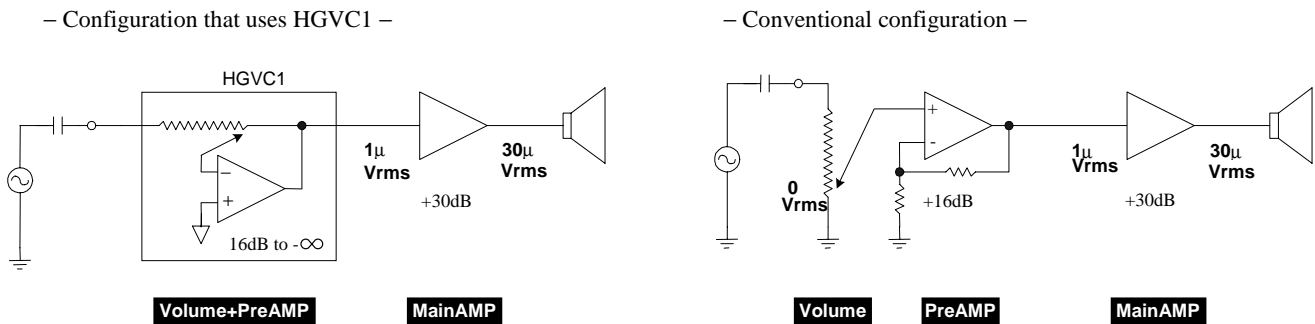 – Configuration that uses HGVC1 –
HGVC1
−
+
16dB to -∞
1μ
Vrms
+30dB
30μ
Vrms
Volume+PreAMP
MainAMP
– Conventional configuration –
0
Vrms
+
-
+16dB
1μ
Vrms
+30dB
30μ
Vrms
Volume
PreAMP
MainAMP